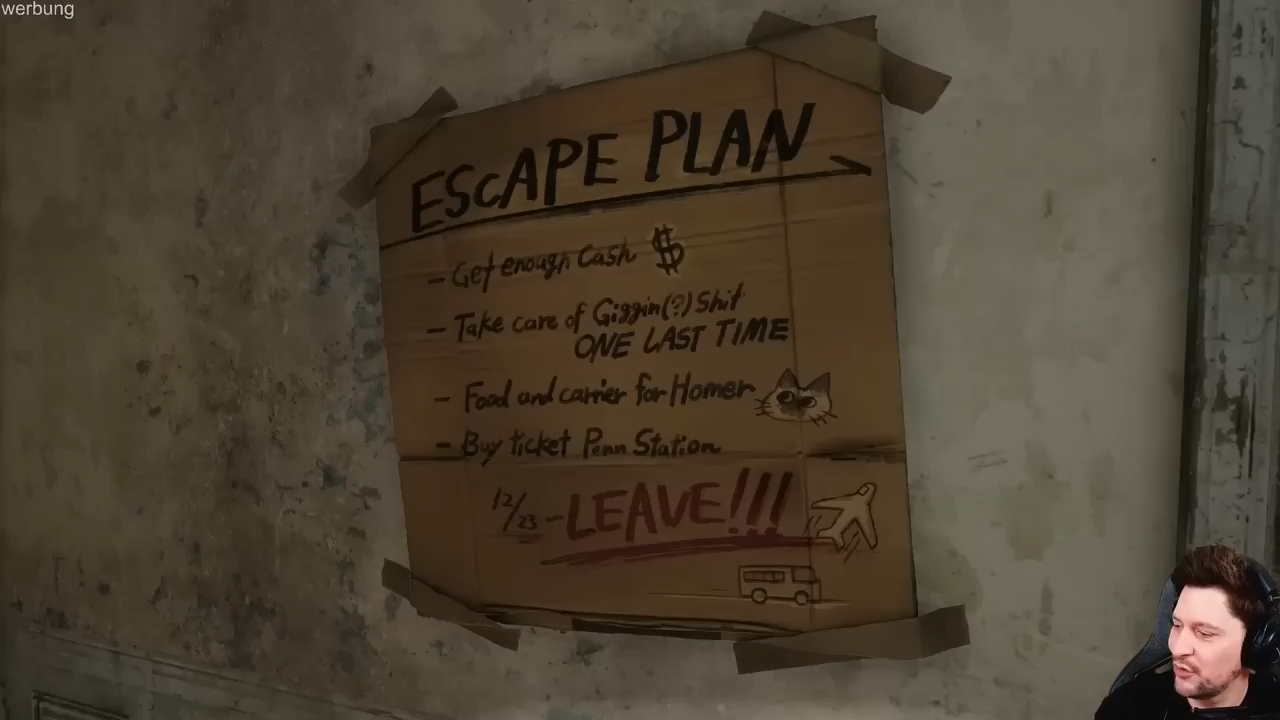 werbung
ESCAPE PLAN
- Get enough Cash $
- Take care of Giggin(?) Shit
ONE LAST TIME
- Food and carrier for Homer
- Buy ticket Penn Station
12/23 - LEAVE!!!